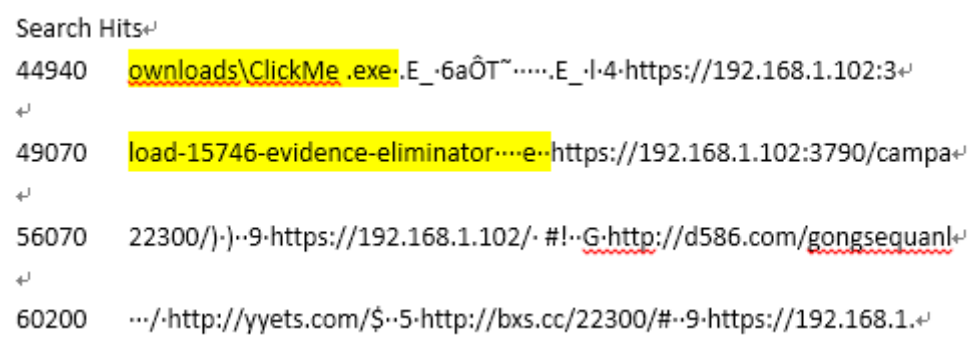 Search Hits↵
44940 ownloads\ClickMe .exe·.E_·6aÔT˜·····.E_·l·4·https://192.168.1.102:3↵
↵
49070 load-15746-evidence-eliminator····e··https://192.168.1.102:3790/campa↵
↵
56070 22300/)·)··9·https://192.168.1.102/· #!··G·http://d586.com/gongsequanl↵
↵
60200 ···/·http://yyets.com/$··5·http://bxs.cc/22300/#··9·https://192.168.1.↵